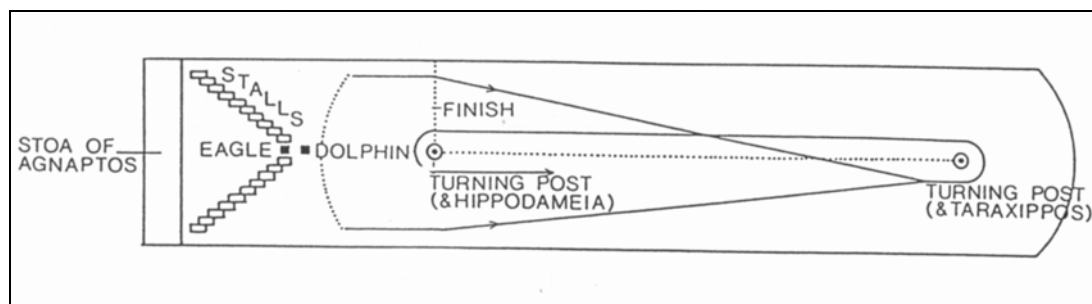 STALLS
FINISH
STOA OF
AGNAPTOS
EAGLE
DOLPHIN
TURNING POST
(&HIPPODAMEIA)
TURNING POST
(&TARAXIPPOS)